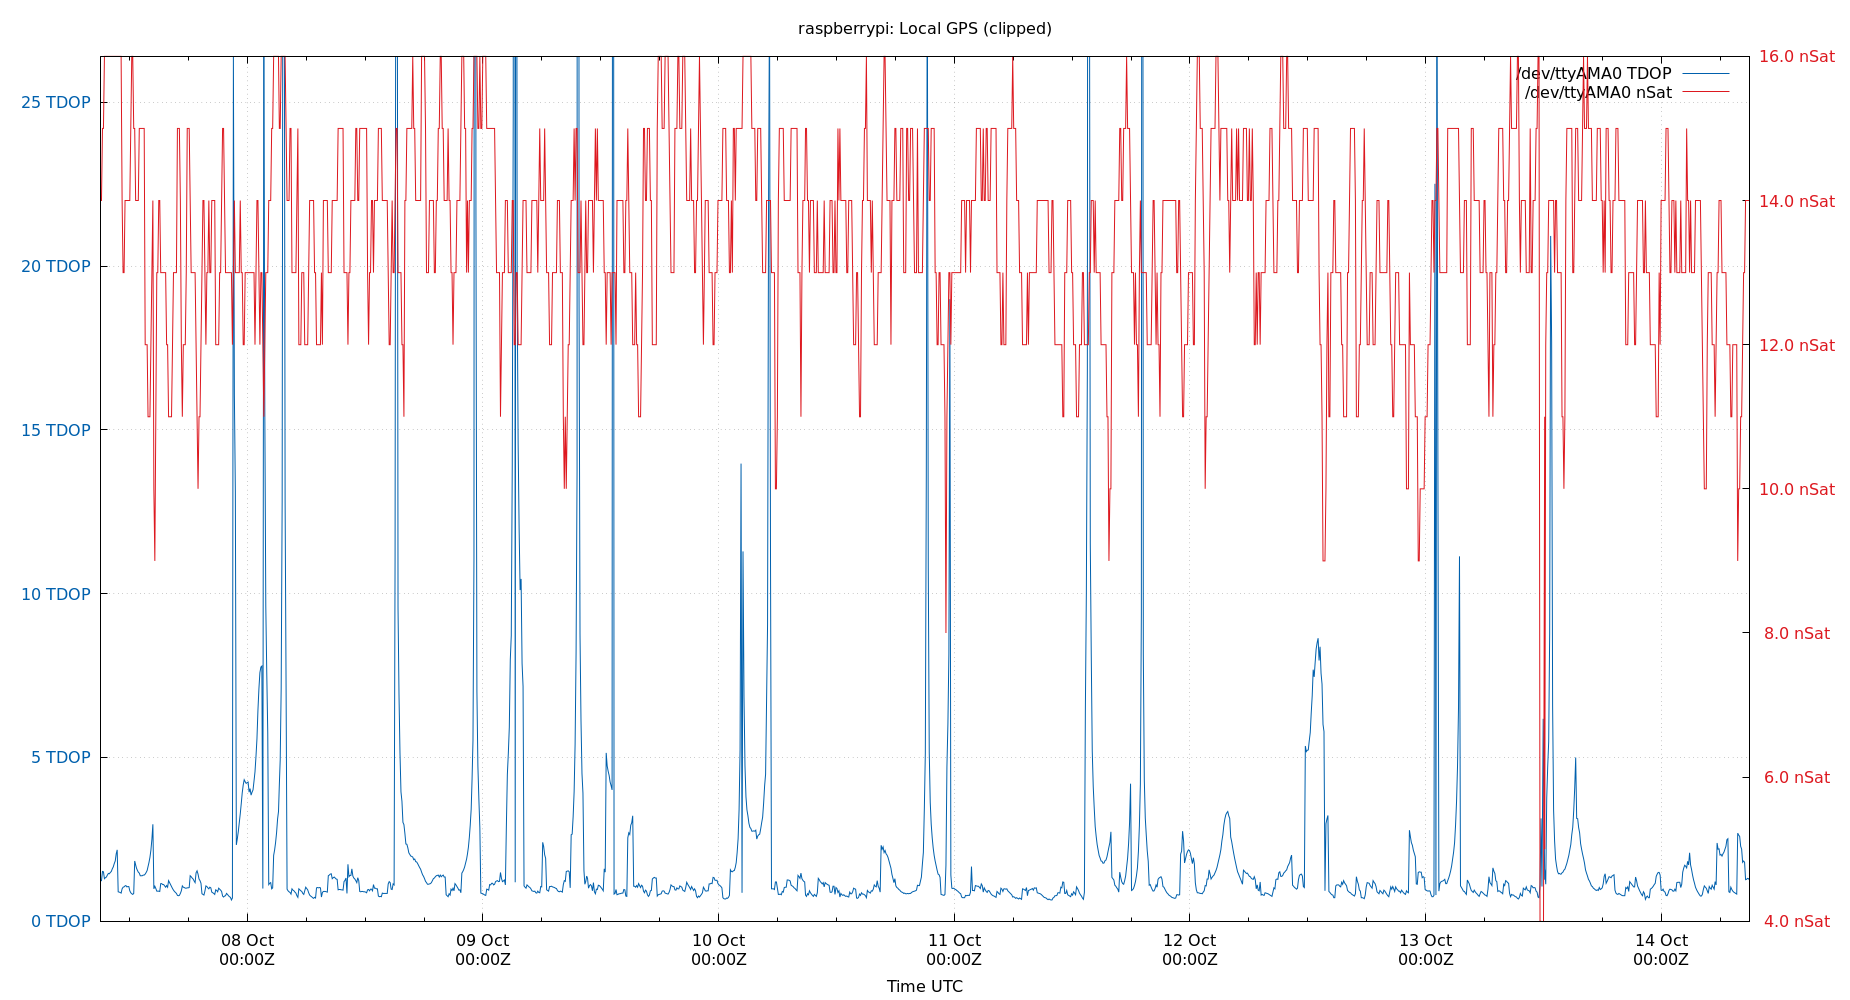 raspberrypi: Local GPS (clipped)
/dev/ttyAMA0 TDOP
/dev/ttyAMA0 nSat
25 TDOP
20 TDOP
15 TDOP
10 TDOP
5 TDOP
0 TDOP
16.0 nSat
14.0 nSat
12.0 nSat
10.0 nSat
8.0 nSat
6.0 nSat
4.0 nSat
08 Oct
00:00Z
09 Oct
00:00Z
10 Oct
00:00Z
11 Oct
00:00Z
12 Oct
00:00Z
13 Oct
00:00Z
14 Oct
00:00Z
Time UTC